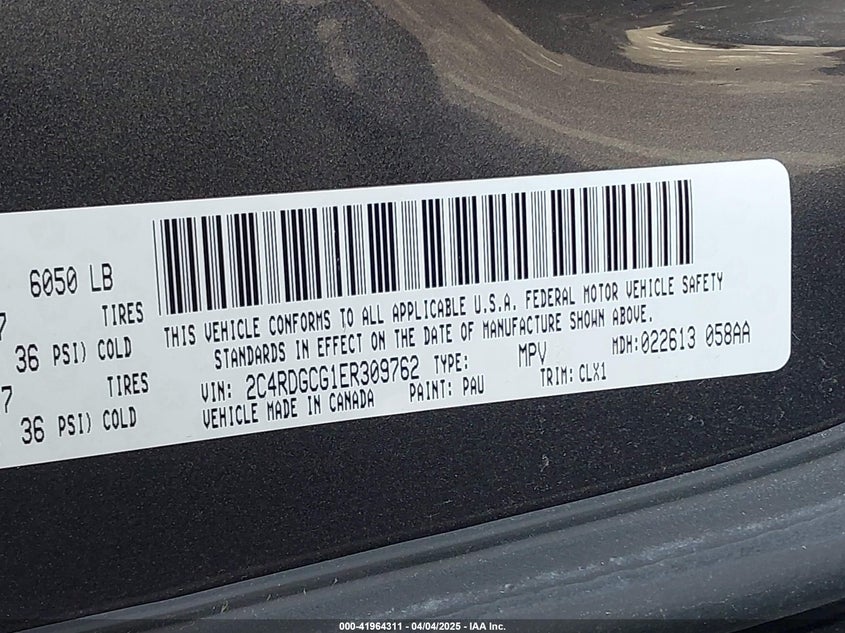 6050 LB
THIS VEHICLE CONFORMS TO ALL APPLICABLE U.S.A. FEDERAL MOTOR VEHICLE SAFETY
STANDARDS IN EFFECT ON THE DATE OF MANUFACTURE SHOWN ABOVE.
7 TIRES
36 PSI) COLD
VIN: 2C4RDGCG1ER309762 TYPE: MPV MDH:022613 058AA
7 TIRES
VEHICLE MADE IN CANADA PAINT: PAU TRIM: CLX1
36 PSI) COLD
000-41964311 - 04/04/2025 - IAA Inc.